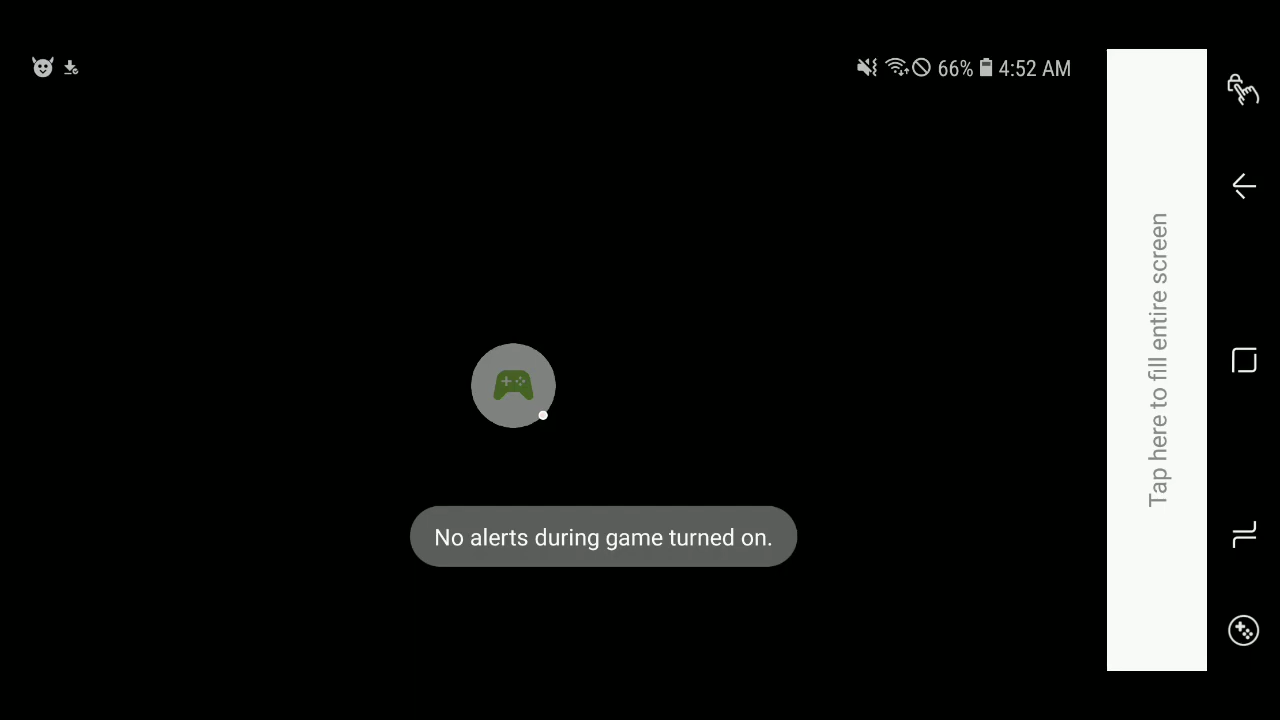 66% 4:52 AM
Tap here to fill entire screen
No alerts during game turned on.